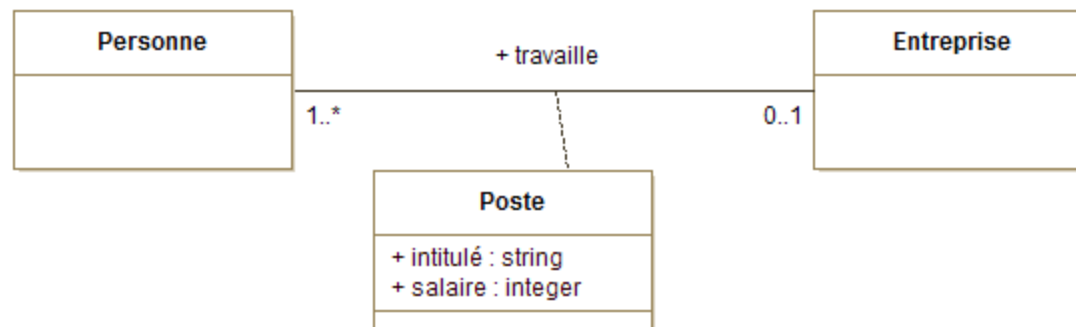 Personne
+ travaille
Entreprise
1..*
0..1
Poste
+ intitulé : string
+ salaire : integer